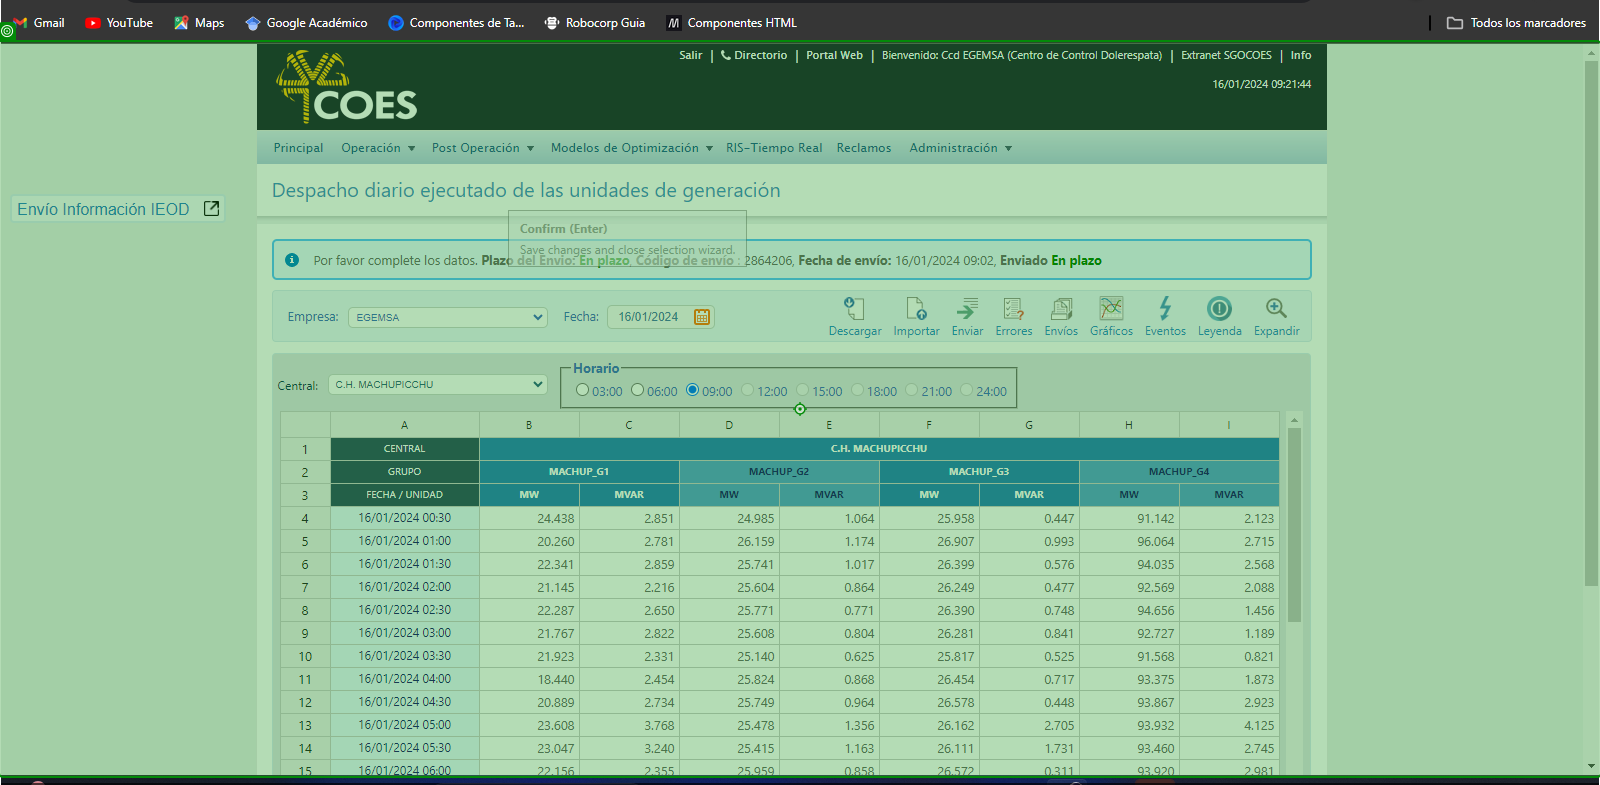 Gmail YouTube Maps Google Académico Componentes de Ta... Robocorp Guia Componentes HTML Todos los marcadores
Salir | Directorio | Portal Web | Bienvenido: Ccd EGEMSA (Centro de Control Dolerespata) | Extranet SGOCOES | Info
16/01/2024 09:21:44
COES
Principal Operación Post Operación Modelos de Optimización RIS-Tiempo Real Reclamos Administración
Despacho diario ejecutado de las unidades de generación
Envío Información IEOD
Confirm (Enter)
Save changes and close selection wizard.
Por favor complete los datos. Plazo del Envio: En plazo, Código de envío : 2864206, Fecha de envío: 16/01/2024 09:02, Enviado En plazo
Empresa: EGEMSA Fecha: 16/01/2024 Descargar Importar Enviar Errores Envíos Gráficos Eventos Leyenda Expandir
Central: C.H. MACHUPICCHU Horario
03:00 06:00 09:00 12:00 15:00 18:00 21:00 24:00
A B C D E F G H I
1 CENTRAL C.H. MACHUPICCHU
2 GRUPO MACHUP_G1 MACHUP_G2 MACHUP_G3 MACHUP_G4
3 FECHA / UNIDAD MW MVAR MW MVAR MW MVAR MW MVAR
4 16/01/2024 00:30 24.438 2.851 24.985 1.064 25.958 0.447 91.142 2.123
5 16/01/2024 01:00 20.260 2.781 26.159 1.174 26.907 0.993 96.064 2.715
6 16/01/2024 01:30 22.341 2.859 25.741 1.017 26.399 0.576 94.035 2.568
7 16/01/2024 02:00 21.145 2.216 25.604 0.864 26.249 0.477 92.569 2.088
8 16/01/2024 02:30 22.287 2.650 25.771 0.771 26.390 0.748 94.656 1.456
9 16/01/2024 03:00 21.767 2.822 25.608 0.804 26.281 0.841 92.727 1.189
10 16/01/2024 03:30 21.923 2.331 25.140 0.625 25.817 0.525 91.568 0.821
11 16/01/2024 04:00 18.440 2.454 25.824 0.868 26.454 0.717 93.375 1.873
12 16/01/2024 04:30 20.889 2.734 25.749 0.964 26.578 0.448 93.867 2.923
13 16/01/2024 05:00 23.608 3.768 25.478 1.356 26.162 2.705 93.932 4.125
14 16/01/2024 05:30 23.047 3.240 25.415 1.163 26.111 1.731 93.460 2.745
15 16/01/2024 06:00 22.156 2.355 25.959 0.858 26.572 0.311 93.920 2.981